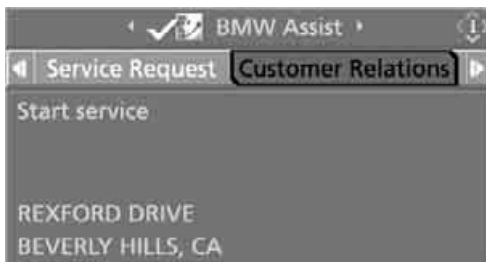 BMW Assist
Service Request Customer Relations
Start service
REXFORD DRIVE
BEVERLY HILLS, CA